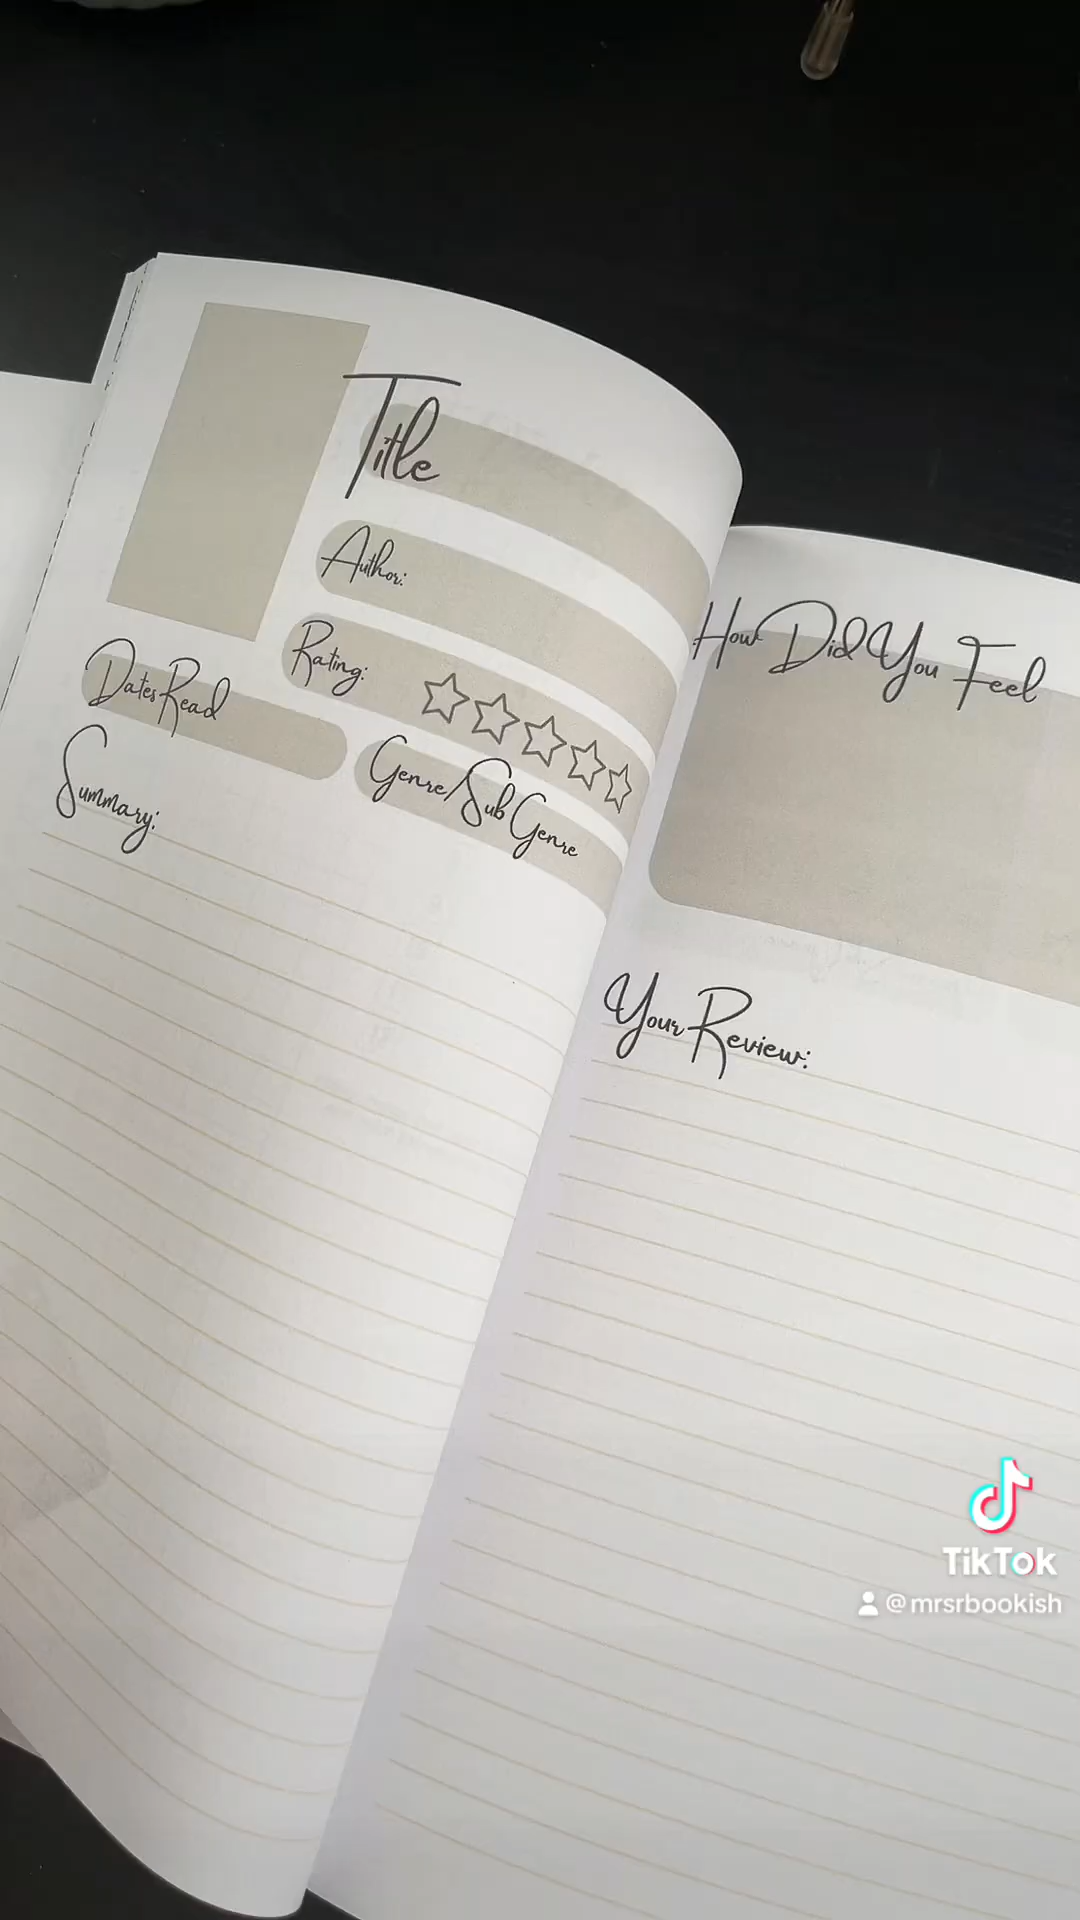 Title
Author:
Rating:
Dates Read
Genre/Sub Genre
Summary:
How Did You Feel
Your Review:
TikTok
@mrsrbookish